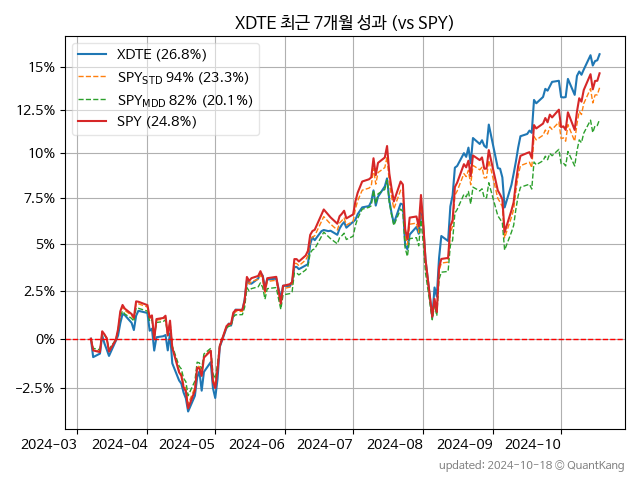 XDTE 최근 7개월 성과 (vs SPY)
XDTE (26.8%)
SPY_STD 94% (23.3%)
SPY_MDD 82% (20.1%)
SPY (24.8%)
15%
12.5%
10%
7.5%
5%
2.5%
0%
−2.5%
2024-03 2024-04 2024-05 2024-06 2024-07 2024-08 2024-09 2024-10
updated: 2024-10-18 © QuantKang